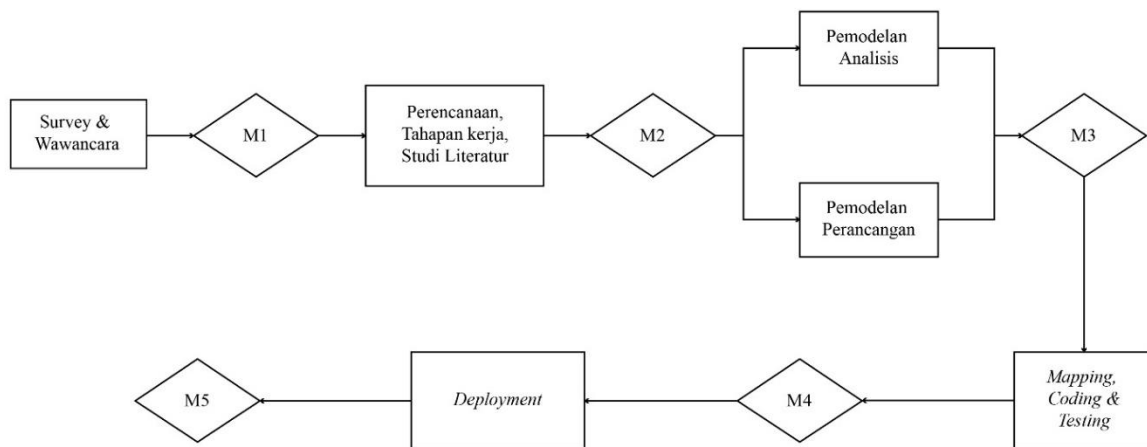 Survey &
Wawancara
M1
Perencanaan,
Tahapan kerja,
Studi Literatur
M2
Pemodelan
Analisis
Pemodelan
Perancangan
M3
Mapping,
Coding &
Testing
M4
Deployment
M5